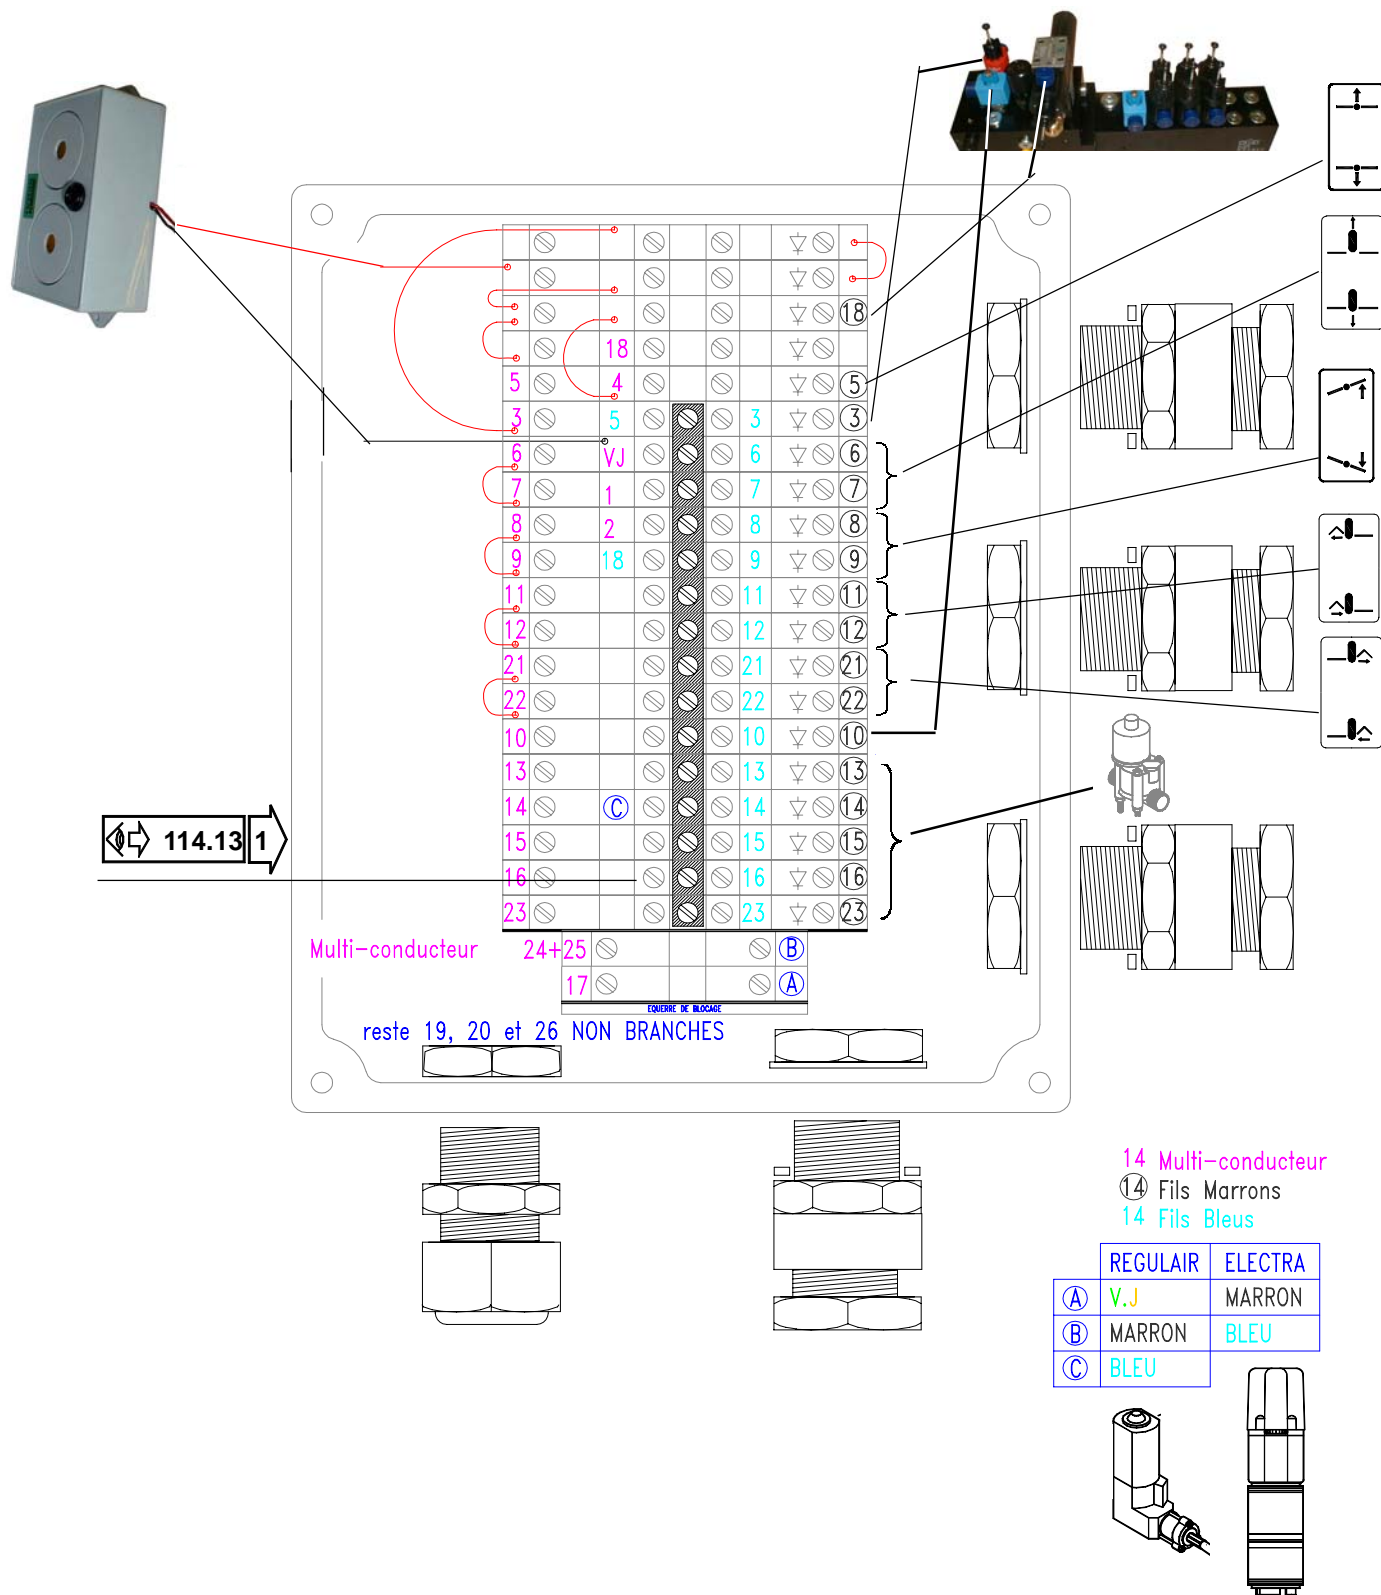 18
18
5 4 5
3 5 3 3
6 VJ 6 6
7 1 7 7
8 2 8 8
9 18 9 9
11 11 11
12 12 12
21 21 21
22 22 22
10 10 10
13 13 13
14 C 14 14
15 15 15
16 16 16
23 23 23
114.13 1
Multi-conducteur 24+25 B
17 A
EQUERRE DE BLOCAGE
reste 19, 20 et 26 NON BRANCHES
14 Multi-conducteur
14 Fils Marrons
14 Fils Bleus
REGULAIR ELECTRA
A V.J MARRON
B MARRON BLEU
C BLEU